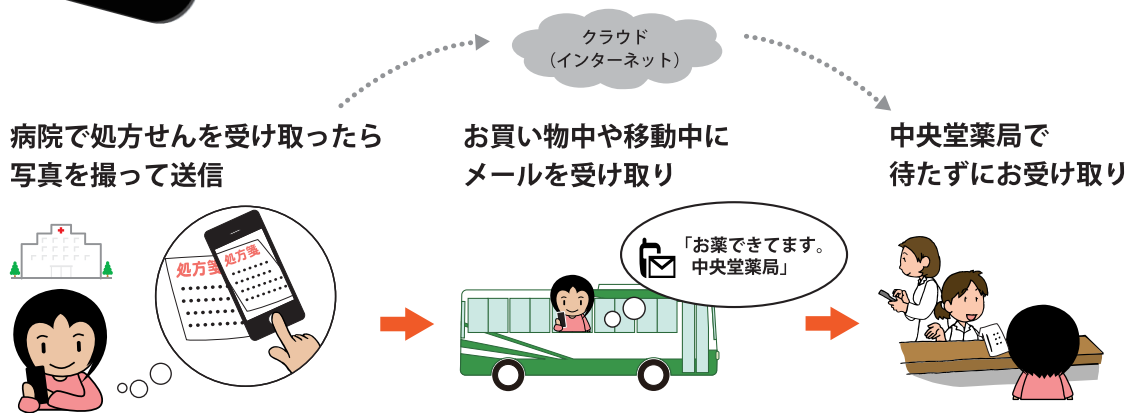 クラウド
（インターネット）
病院で処方せんを受け取ったら
写真を撮って送信
お買い物中や移動中に
メールを受け取り
中央堂薬局で
待たずにお受け取り
処方箋
処方箋
「お薬できてます。
中央堂薬局」